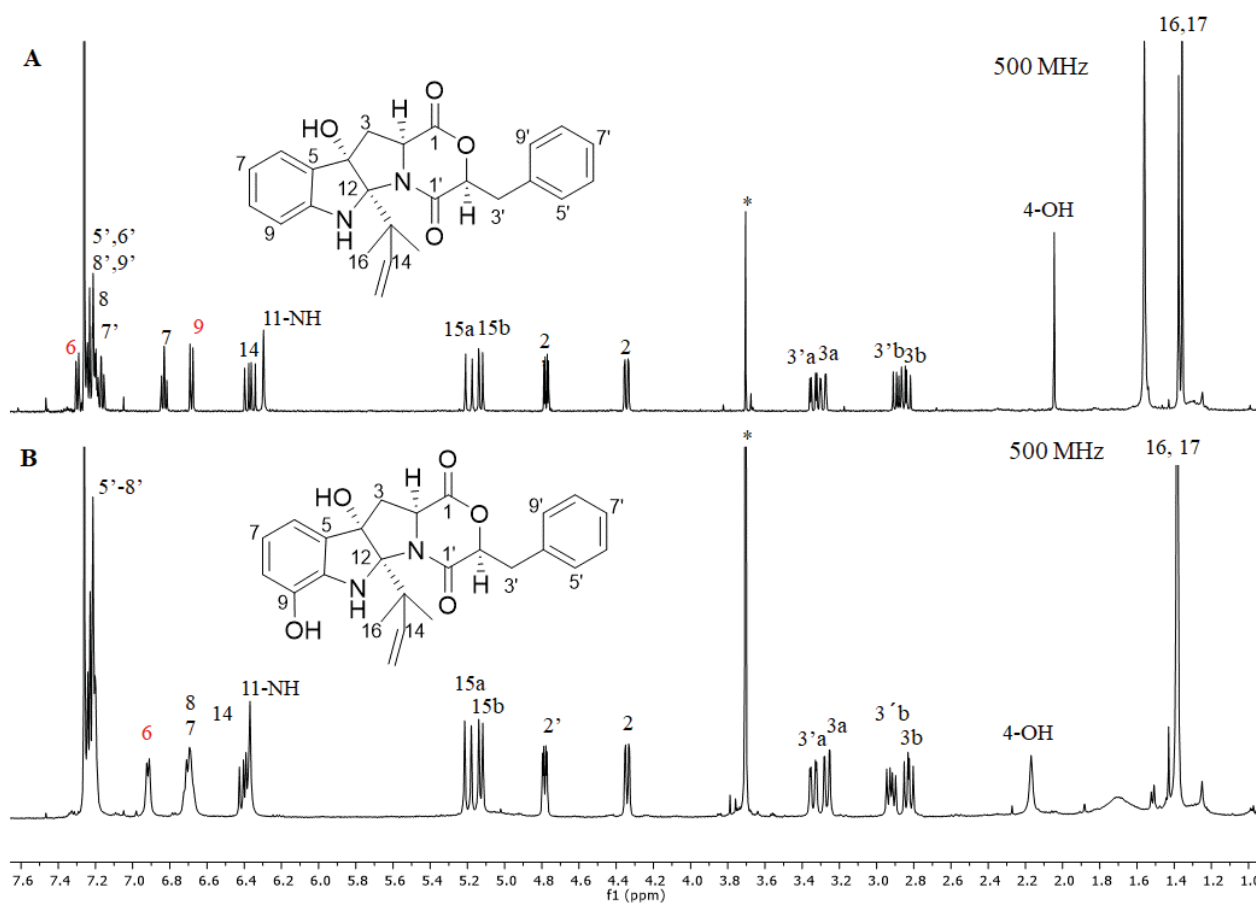 A
500 MHz
16,17
HO
H
O
3
1
O
9'
7'
7
5
12
N
1'
3'
5'
H
9
N
H
O
16
14
5',6'
8',9'
8
7'
6
7
9
14
11-NH
15a
15b
2
2
3'a
3a
3'b
3b
*
4-OH
B
500 MHz
16, 17
5'-8'
HO
H
O
3
1
O
9'
7'
7
5
12
N
1'
3'
5'
H
9
N
H
O
OH
16
14
6
8
7
14
11-NH
15a
15b
2'
2
*
3'a
3a
3´b
3b
4-OH
7.6 7.4 7.2 7.0 6.8 6.6 6.4 6.2 6.0 5.8 5.6 5.4 5.2 5.0 4.8 4.6 4.4 4.2 4.0 3.8 3.6 3.4 3.2 3.0 2.8 2.6 2.4 2.2 2.0 1.8 1.6 1.4 1.2 1.0
f1 (ppm)